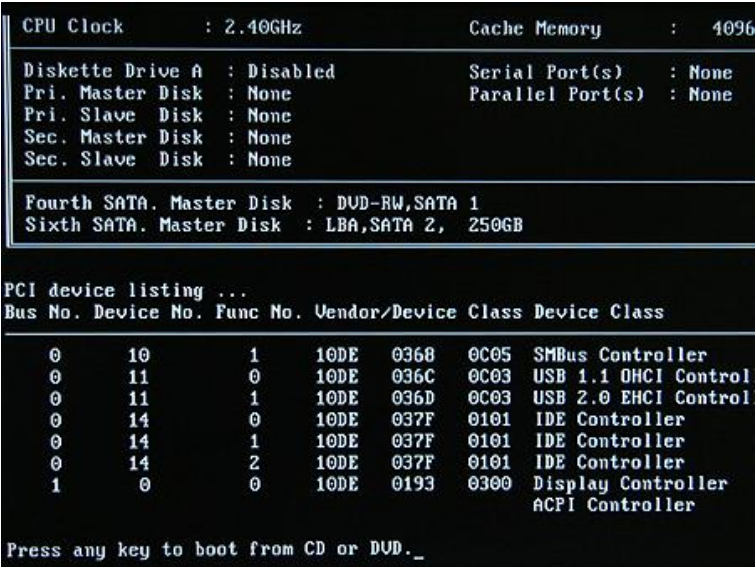 CPU Clock : 2.40GHz Cache Memory : 4096
Diskette Drive A : Disabled Serial Port(s) : None
Pri. Master Disk : None Parallel Port(s) : None
Pri. Slave Disk : None
Sec. Master Disk : None
Sec. Slave Disk : None
Fourth SATA. Master Disk : DVD-RW,SATA 1
Sixth SATA. Master Disk : LBA,SATA 2, 250GB
PCI device listing ...
Bus No. Device No. Func No. Vendor/Device Class Device Class
0 10 1 10DE 0368 0C05 SMBus Controller
0 11 0 10DE 036C 0C03 USB 1.1 OHCI Control
0 11 1 10DE 036D 0C03 USB 2.0 EHCI Control
0 14 0 10DE 037F 0101 IDE Controller
0 14 1 10DE 037F 0101 IDE Controller
0 14 2 10DE 037F 0101 IDE Controller
1 0 0 10DE 0193 0300 Display Controller
ACPI Controller
Press any key to boot from CD or DVD._